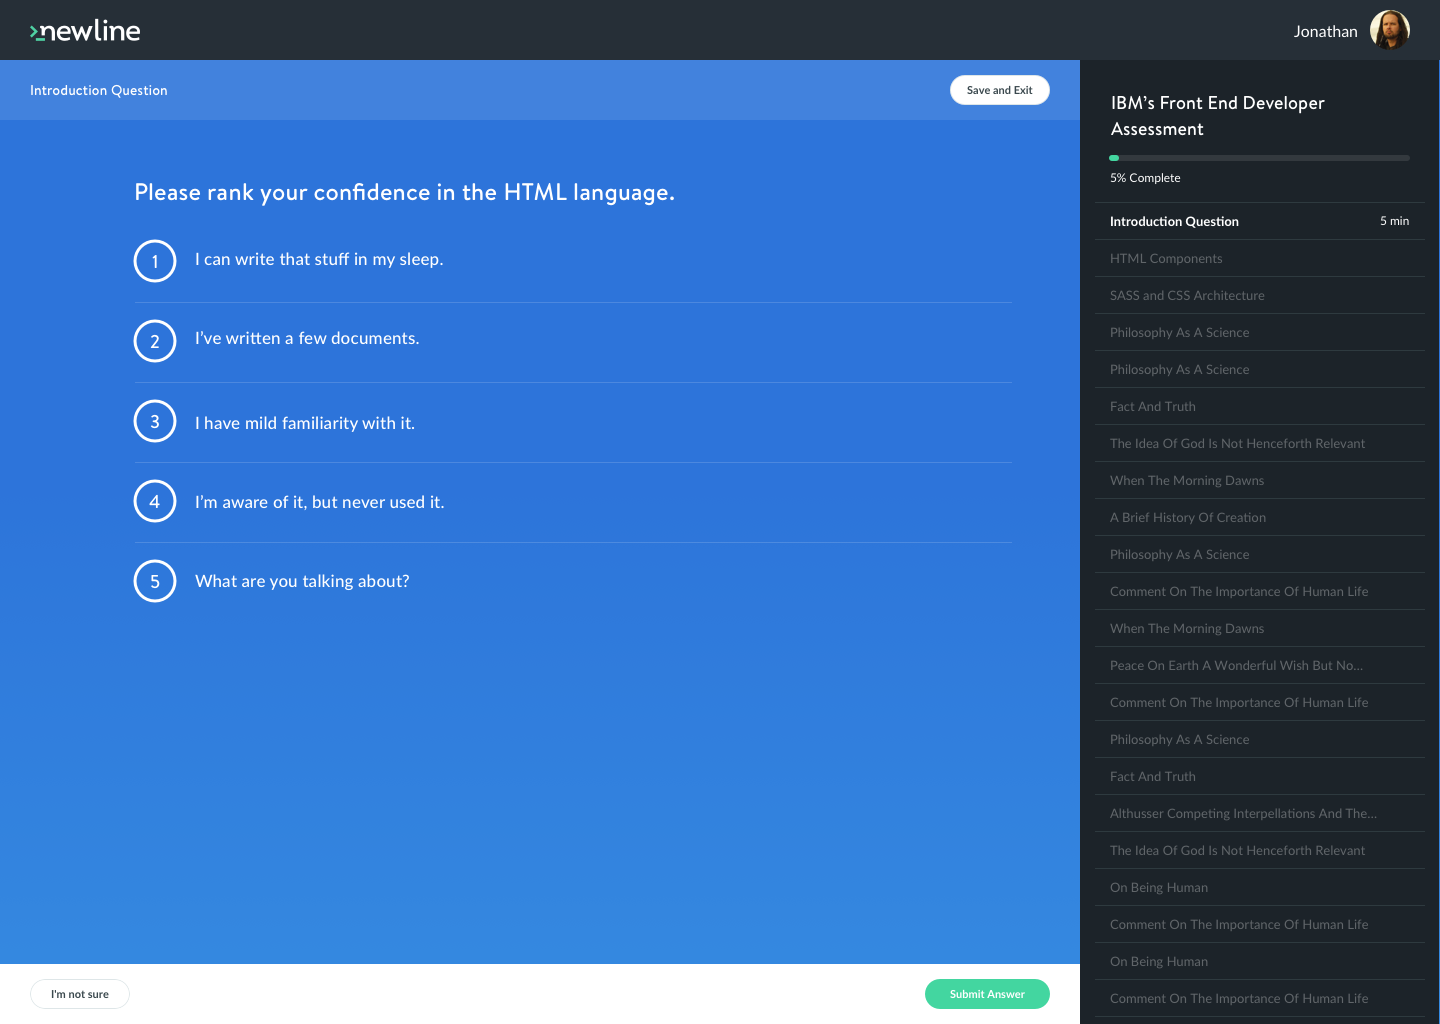 newline
Jonathan
Introduction Question
Save and Exit
Please rank your confidence in the HTML language.
1 I can write that stuff in my sleep.
2 I’ve written a few documents.
3 I have mild familiarity with it.
4 I’m aware of it, but never used it.
5 What are you talking about?
I'm not sure
Submit Answer
IBM’s Front End Developer
Assessment
5% Complete
Introduction Question 5 min
HTML Components
SASS and CSS Architecture
Philosophy As A Science
Philosophy As A Science
Fact And Truth
The Idea Of God Is Not Henceforth Relevant
When The Morning Dawns
A Brief History Of Creation
Philosophy As A Science
Comment On The Importance Of Human Life
When The Morning Dawns
Peace On Earth A Wonderful Wish But No...
Comment On The Importance Of Human Life
Philosophy As A Science
Fact And Truth
Althusser Competing Interpellations And The...
The Idea Of God Is Not Henceforth Relevant
On Being Human
Comment On The Importance Of Human Life
On Being Human
Comment On The Importance Of Human Life